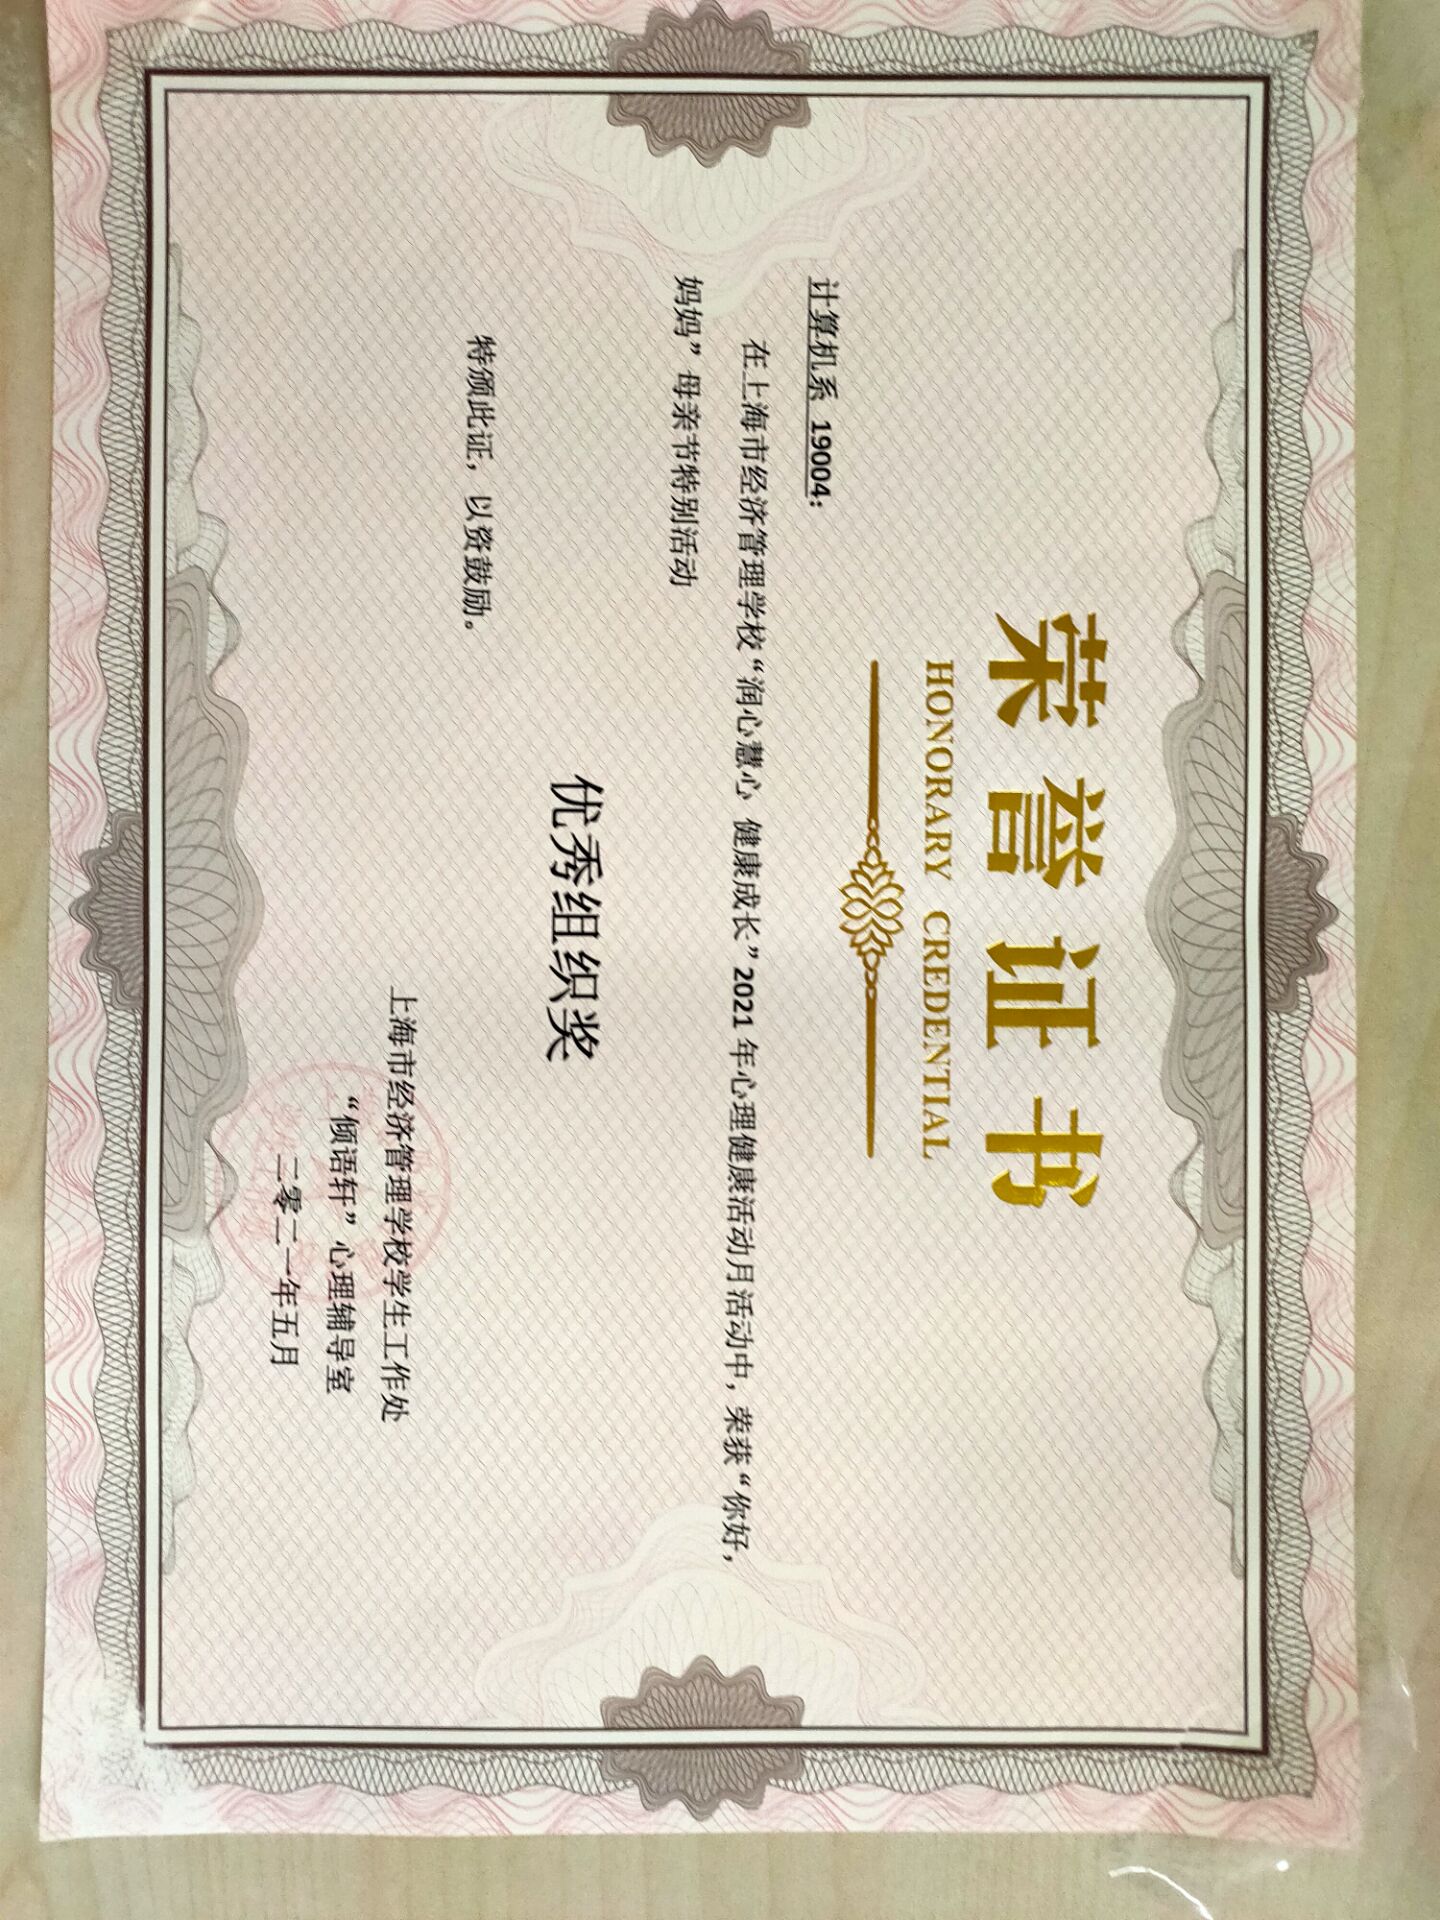 荣誉证书
HONORARY CREDENTIAL
计算机系 19004:
在上海市经济管理学校“润心慧心 健康成长”2021 年心理健康活动月活动中，荣获“你好，
妈妈”母亲节特别活动
优秀组织奖
特颁此证，以资鼓励。
上海市经济管理学校学生工作处
“倾语轩”心理辅导室
二零二一年五月